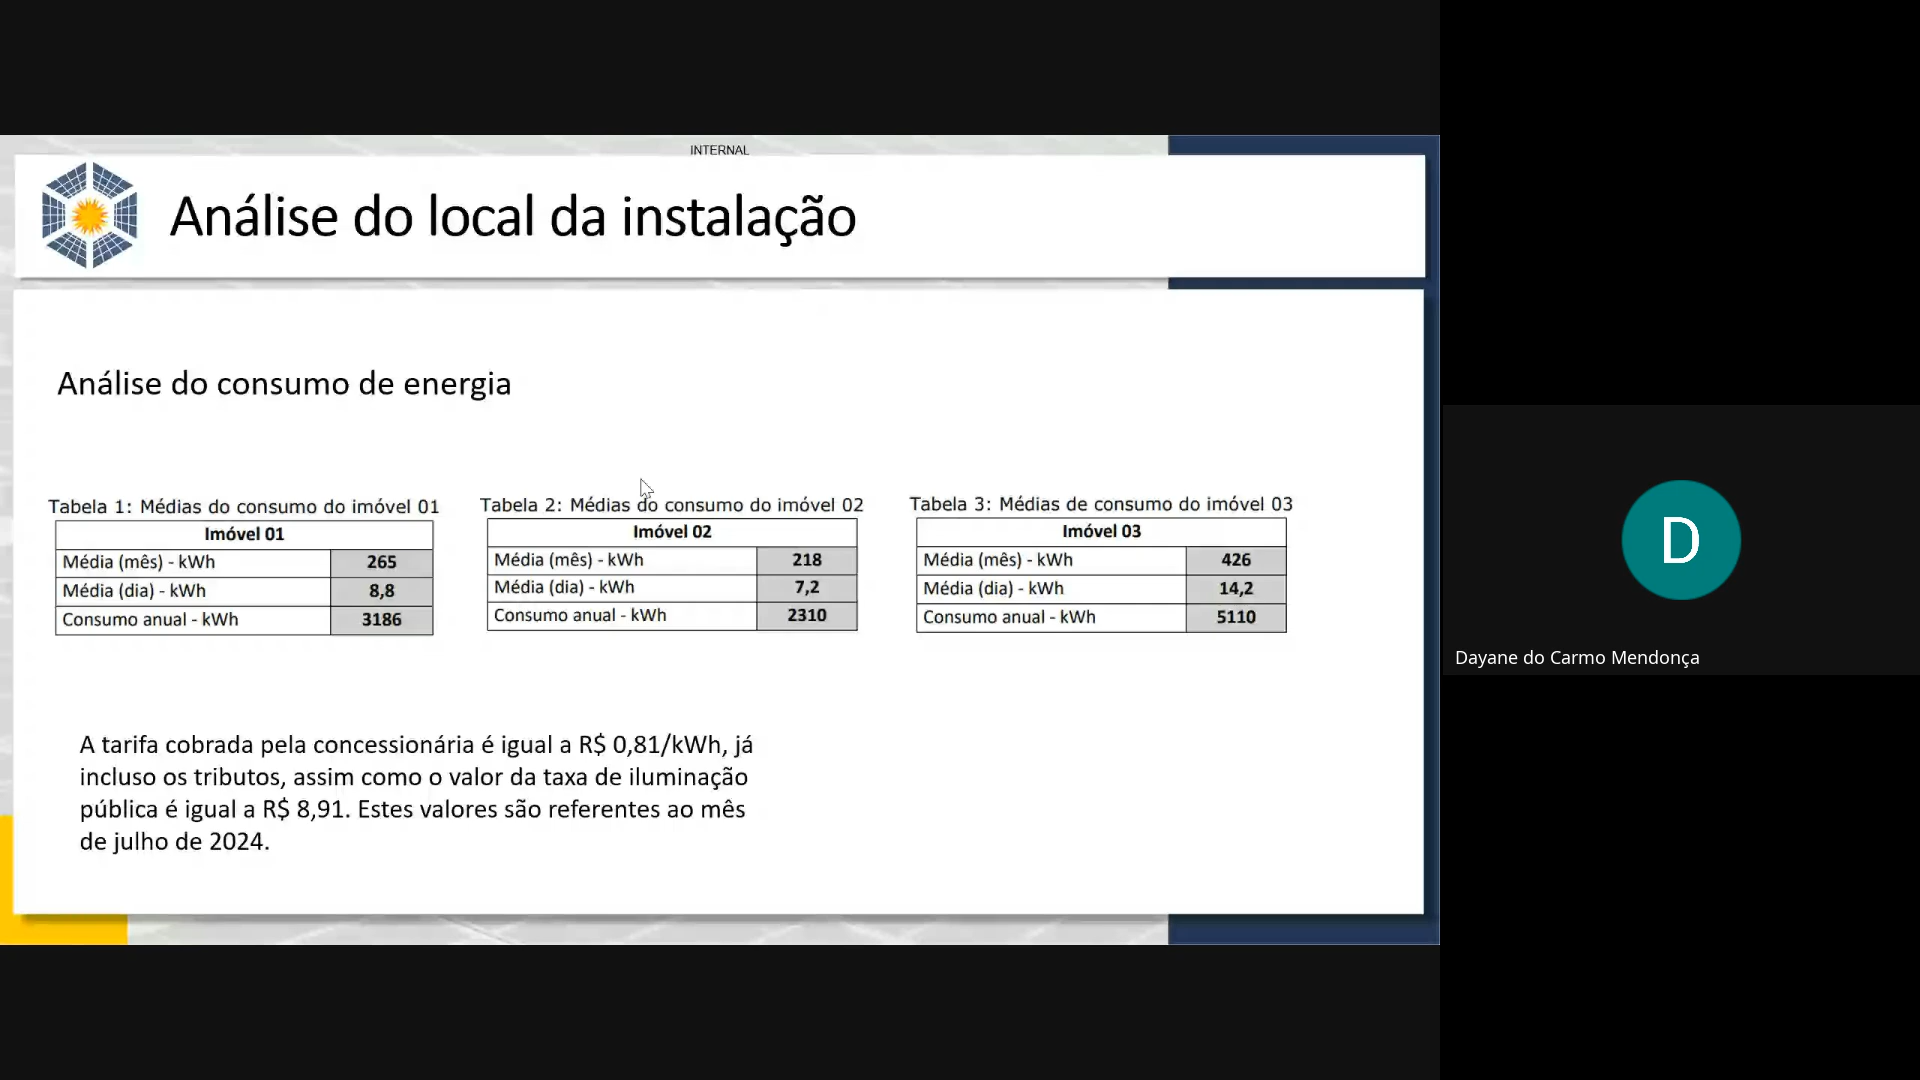 INTERNAL
Análise do local da instalação
Análise do consumo de energia
Tabela 1: Médias do consumo do imóvel 01
Imóvel 01
Média (mês) - kWh 265
Média (dia) - kWh 8,8
Consumo anual - kWh 3186
Tabela 2: Médias do consumo do imóvel 02
Imóvel 02
Média (mês) - kWh 218
Média (dia) - kWh 7,2
Consumo anual - kWh 2310
Tabela 3: Médias de consumo do imóvel 03
Imóvel 03
Média (mês) - kWh 426
Média (dia) - kWh 14,2
Consumo anual - kWh 5110
A tarifa cobrada pela concessionária é igual a R$ 0,81/kWh, já
incluso os tributos, assim como o valor da taxa de iluminação
pública é igual a R$ 8,91. Estes valores são referentes ao mês
de julho de 2024.
D
Dayane do Carmo Mendonça